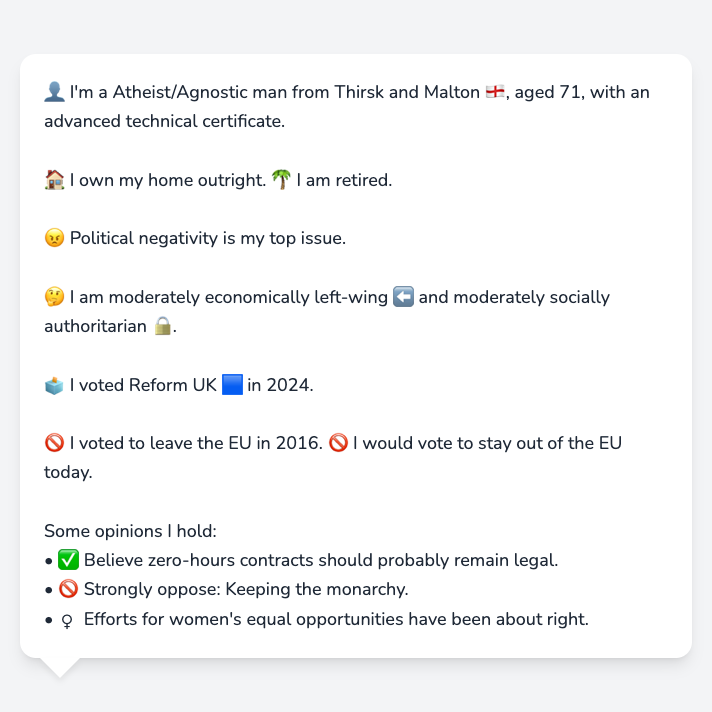 👤 I'm a Atheist/Agnostic man from Thirsk and Malton 🏴󠁧󠁢󠁥󠁮󠁧󠁿, aged 71, with an
advanced technical certificate.
🏠 I own my home outright. 🌴 I am retired.
😠 Political negativity is my top issue.
🤔 I am moderately economically left-wing ⬅️ and moderately socially
authoritarian 🔒.
🗳️ I voted Reform UK 🟦 in 2024.
🚫 I voted to leave the EU in 2016. 🚫 I would vote to stay out of the EU
today.
Some opinions I hold:
• ✅ Believe zero-hours contracts should probably remain legal.
• 🚫 Strongly oppose: Keeping the monarchy.
• ♀ Efforts for women's equal opportunities have been about right.